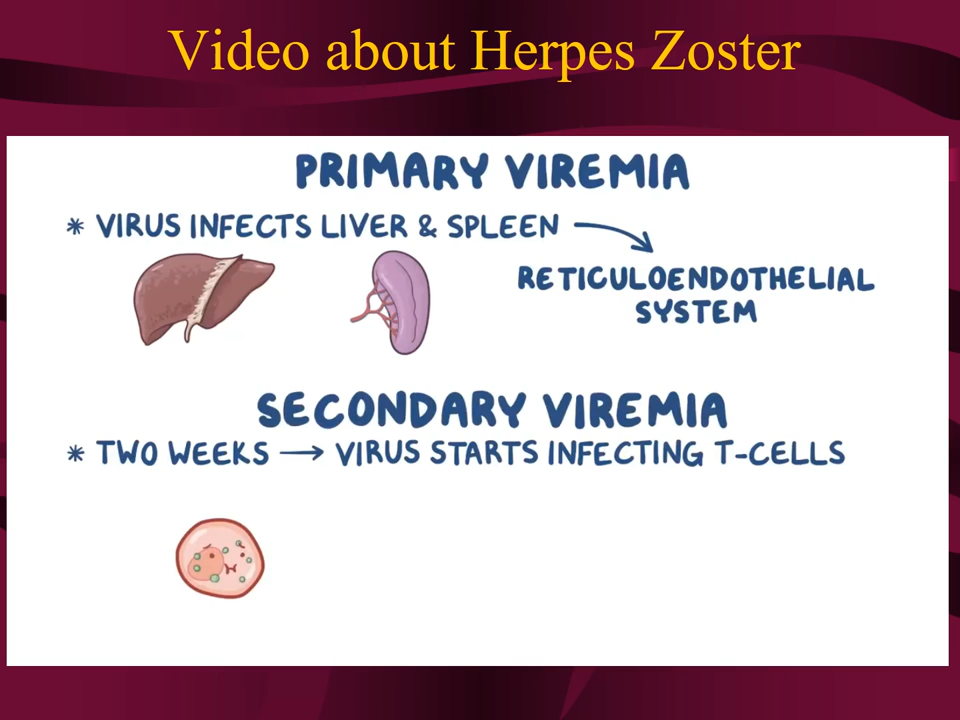 Video about Herpes Zoster
PRIMARY VIREMIA
* VIRUS INFECTS LIVER & SPLEEN
RETICULOENDOTHELIAL
SYSTEM
SECONDARY VIREMIA
* TWO WEEKS → VIRUS STARTS INFECTING T-CELLS